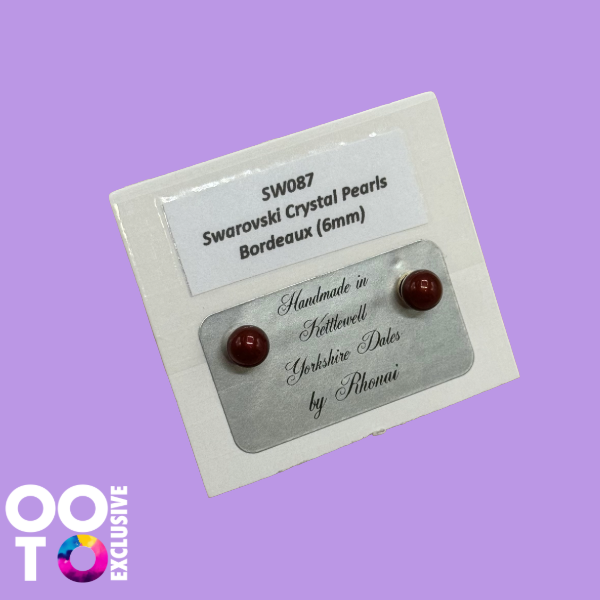 SW087
Swarovski Crystal Pearls
Bordeaux (6mm)
Handmade in
Kettlewell
Yorkshire Dales
by Rhonai
OO
TO
EXCLUSIVE